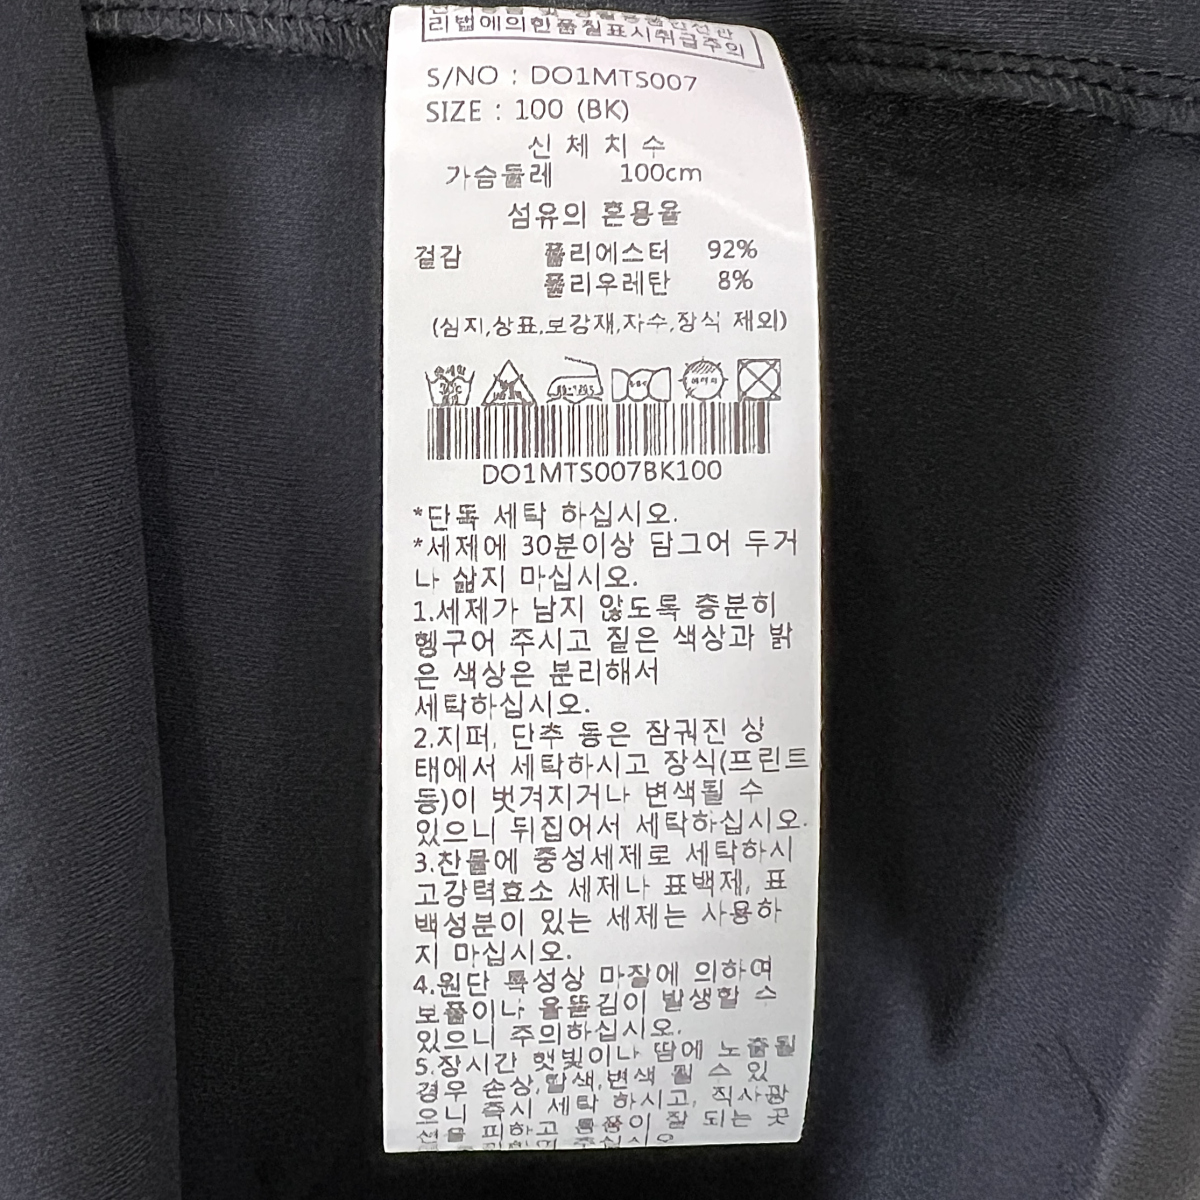 리법에의한품질표시취급주의
S/NO : DO1MTS007
SIZE : 100 (BK)
신 체 치 수
가슴둘레 100cm
섬유의 혼용율
겉감 폴리에스터 92%
폴리우레탄 8%
(심지,상표,보강재,자수,장식 제외)
DO1MTS007BK100
*단독 세탁 하십시오.
*세제에 30분이상 담그어 두거
나 삶지 마십시오.
1.세제가 남지 않도록 충분히
헹구어 주시고 짙은 색상과 밝
은 색상은 분리해서
세탁하십시오.
2.지퍼, 단추 등은 잠궈진 상
태에서 세탁하시고 장식(프린트
등)이 벗겨지거나 변색될 수
있으니 뒤집어서 세탁하십시오.
3.찬물에 중성세제로 세탁하시
고강력효소 세제나 표백제, 표
백성분이 있는 세제는 사용하
지 마십시오.
4.원단 특성상 마찰에 의하여
보풀이나 올뜯김이 발생할 수
있으니 주의하십시오.
5.장시간 햇빛이나 땀에 노출될
경우 손상,탈색,변색 될 수 있
으니 즉시 세탁 하시고, 직사광
선을 피하고 통풍이 잘 되는 곳